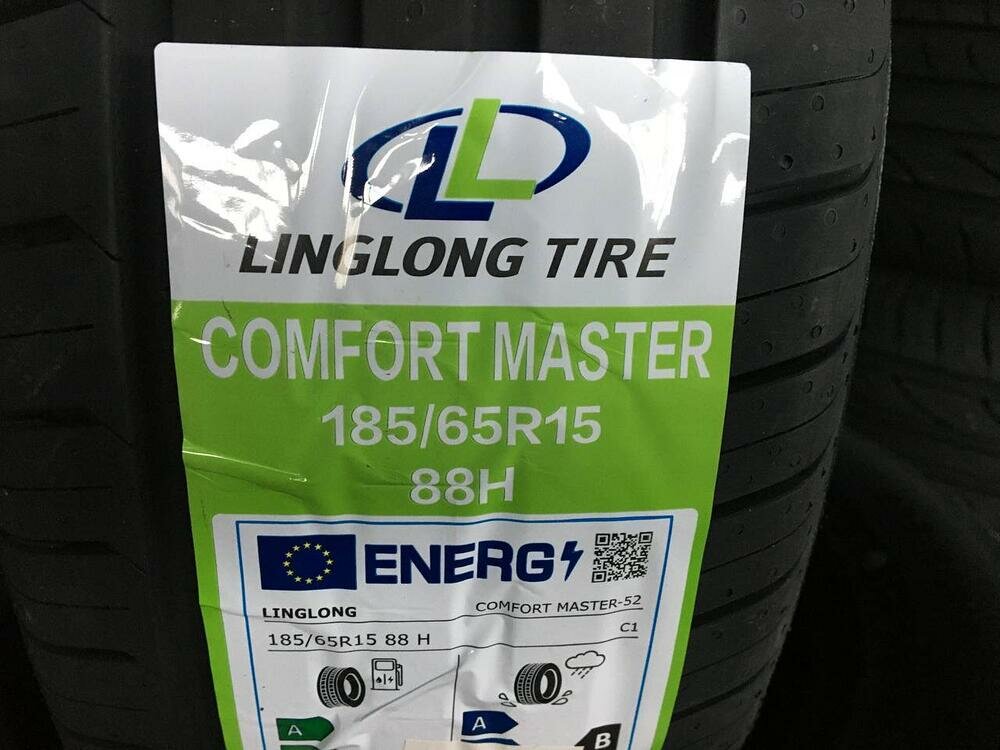 LINGLONG TIRE
COMFORT MASTER
185/65R15
88H
ENERG
LINGLONG
COMFORT MASTER-52
185/65R15 88 H
C1
A
A
B